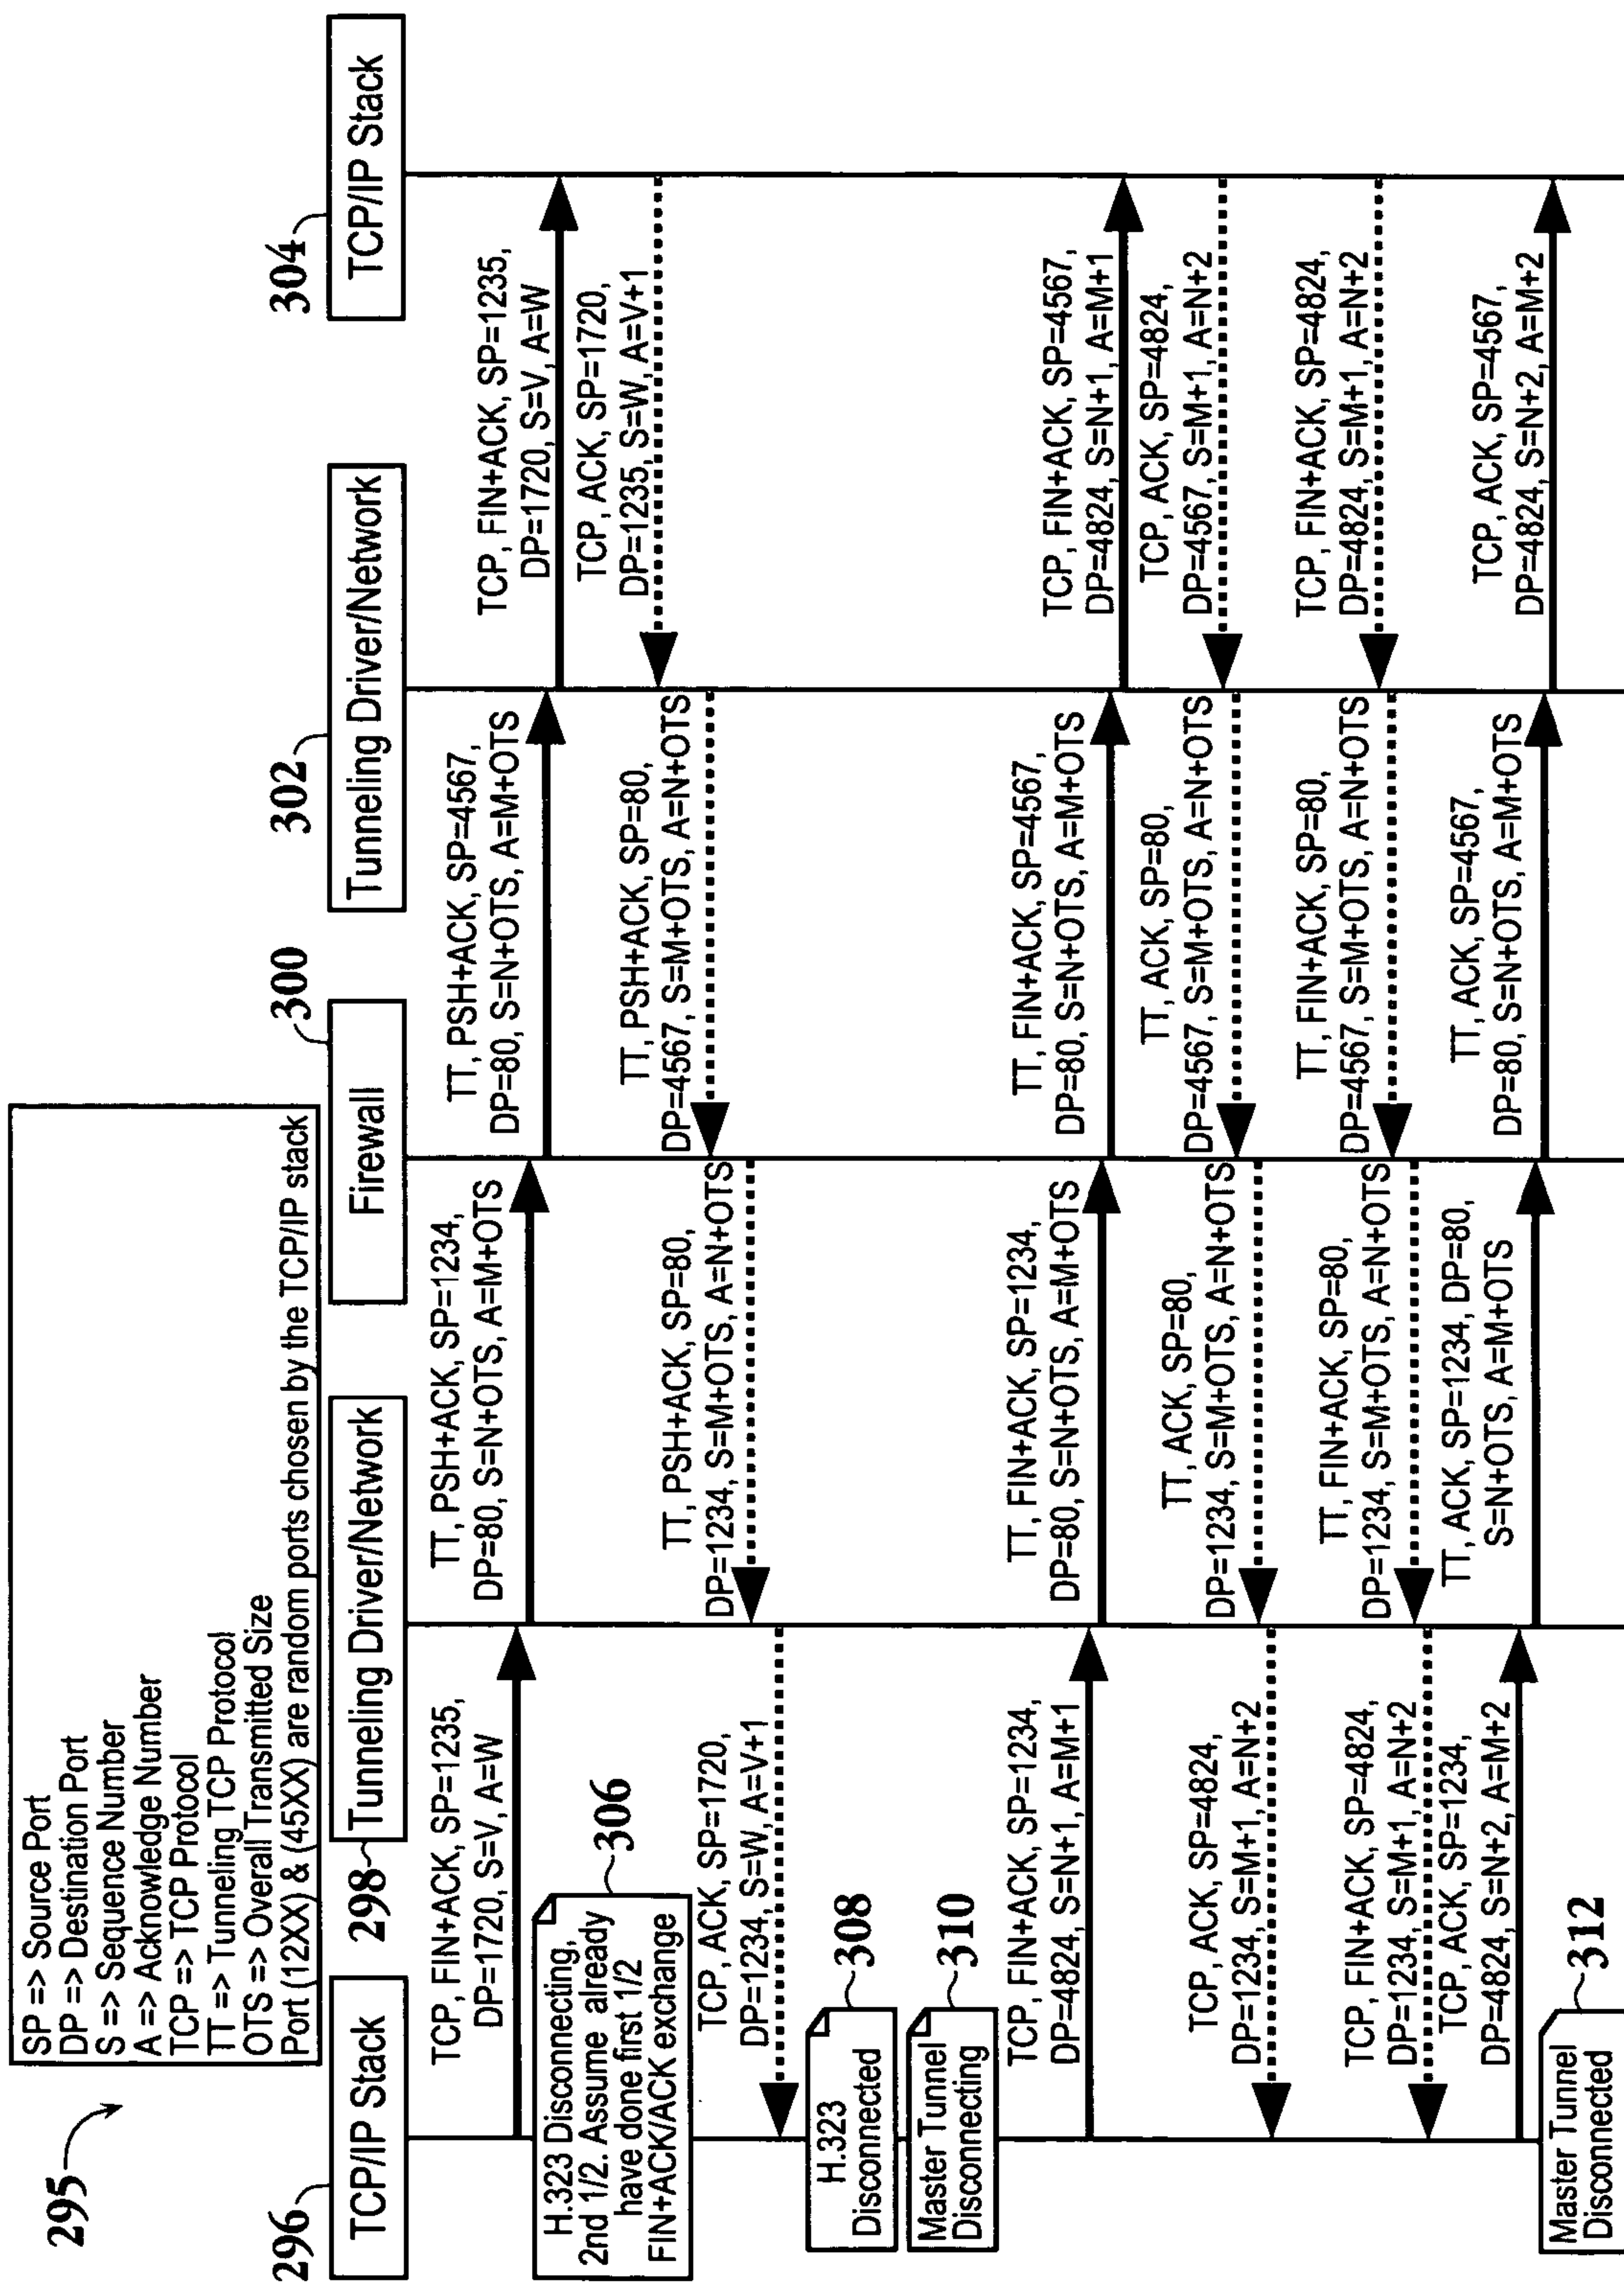 295
SP => Source Port
DP => Destination Port
S => Sequence Number
A => Acknowledge Number
TCP => TCP Protocol
TT => Tunneling TCP Protocol
OTS => Overall Transmitted Size
Port (12XX) & (45XX) are random ports chosen by the TCP/IP stack
296
TCP/IP Stack
298
Tunneling Driver/Network
300
Firewall
302
Tunneling Driver/Network
304
TCP/IP Stack
TCP, FIN+ACK, SP=1235,
DP=1720, S=V, A=W
TT, PSH+ACK, SP=1234,
DP=80, S=N+OTS, A=M+OTS
TT, PSH+ACK, SP=4567,
DP=80, S=N+OTS, A=M+OTS
TCP, FIN+ACK, SP=1235,
DP=1720, S=V, A=W
H.323 Disconnecting,
2nd 1/2. Assume already
have done first 1/2
FIN+ACK/ACK exchange
306
TCP, ACK, SP=1720,
DP=1235, S=W, A=V+1
TT, PSH+ACK, SP=80,
DP=4567, S=M+OTS, A=N+OTS
TT, PSH+ACK, SP=80,
DP=1234, S=M+OTS, A=N+OTS
TCP, ACK, SP=1720,
DP=1234, S=W, A=V+1
H.323
Disconnected
308
Master Tunnel
Disconnecting
310
TCP, FIN+ACK, SP=1234,
DP=4824, S=N+1, A=M+1
TT, FIN+ACK, SP=1234,
DP=80, S=N+OTS, A=M+OTS
TT, FIN+ACK, SP=4567,
DP=80, S=N+OTS, A=M+OTS
TCP, FIN+ACK, SP=4567,
DP=4824, S=N+1, A=M+1
TCP, ACK, SP=4824,
DP=4567, S=M+1, A=N+2
TT, ACK, SP=80,
DP=4567, S=M+OTS, A=N+OTS
TT, ACK, SP=80,
DP=1234, S=M+OTS, A=N+OTS
TCP, ACK, SP=4824,
DP=1234, S=M+1, A=N+2
TCP, FIN+ACK, SP=4824,
DP=4824, S=M+1, A=N+2
TT, FIN+ACK, SP=80,
DP=4567, S=M+OTS, A=N+OTS
TT, FIN+ACK, SP=80,
DP=1234, S=M+OTS, A=N+OTS
TCP, FIN+ACK, SP=4824,
DP=1234, S=M+1, A=N+2
TCP, ACK, SP=1234,
DP=4824, S=N+2, A=M+2
TT, ACK, SP=1234, DP=80,
S=N+OTS, A=M+OTS
TT, ACK, SP=4567,
DP=80, S=N+OTS, A=M+OTS
TCP, ACK, SP=4567,
DP=4824, S=N+2, A=M+2
Master Tunnel
Disconnected
312